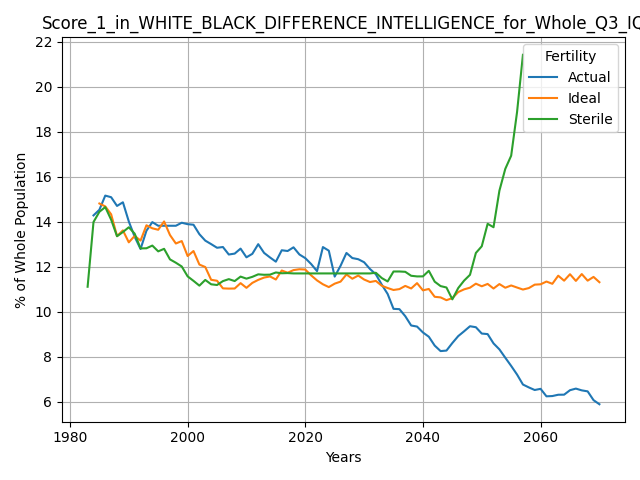 Score_1_in_WHITE_BLACK_DIFFERENCE_INTELLIGENCE_for_Whole_Q3_IQ
22
20
18
16
14
12
10
8
6
% of Whole Population
Fertility
Actual
Ideal
Sterile
1980 2000 2020 2040 2060
Years